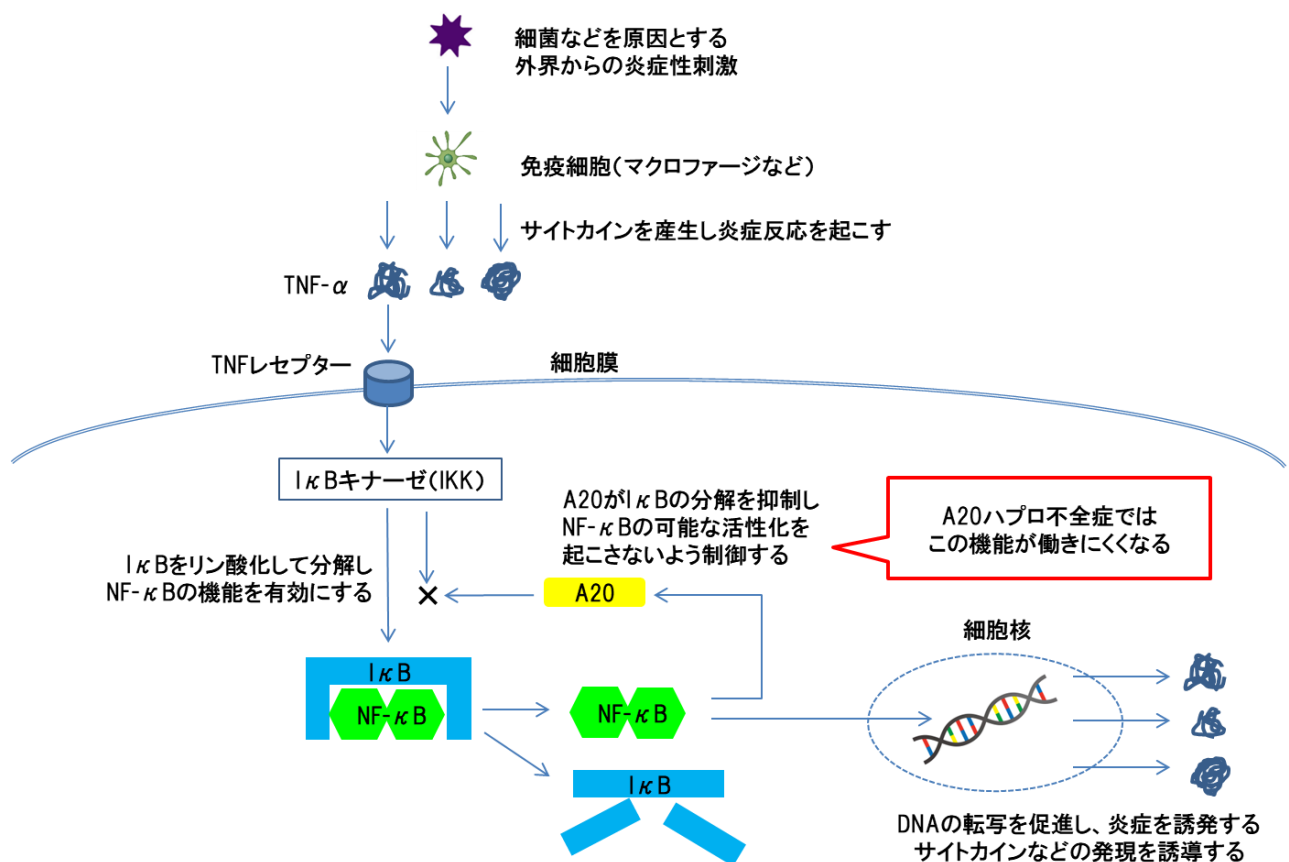 細菌などを原因とする
外界からの炎症性刺激
免疫細胞(マクロファージなど)
サイトカインを産生し炎症反応を起こす
TNF-α
TNFレセプター
細胞膜
IκBキナーゼ(IKK)
A20がIκBの分解を抑制し
NF-κBの可能な活性化を
起こさないよう制御する
A20ハプロ不全症では
この機能が働きにくくなる
IκBをリン酸化して分解し
NF-κBの機能を有効にする
×
A20
細胞核
IκB
NF-κB
NF-κB
IκB
DNAの転写を促進し、炎症を誘発する
サイトカインなどの発現を誘導する